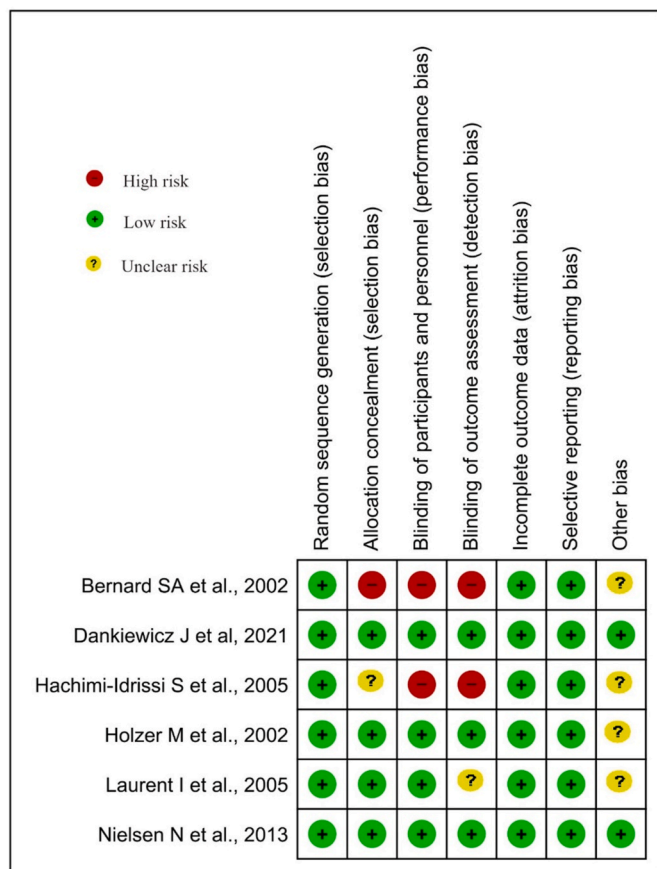 High risk
Low risk
Unclear risk
Random sequence generation (selection bias)
Allocation concealment (selection bias)
Blinding of participants and personnel (performance bias)
Blinding of outcome assessment (detection bias)
Incomplete outcome data (attrition bias)
Selective reporting (reporting bias)
Other bias
Bernard SA et al., 2002 + - - - + + ?
Dankiewicz J et al, 2021 + + + + + + +
Hachimi-Idrissi S et al., 2005 + ? - - + + ?
Holzer M et al., 2002 + + + + + + ?
Laurent I et al., 2005 + + + ? + + ?
Nielsen N et al., 2013 + + + + + + +